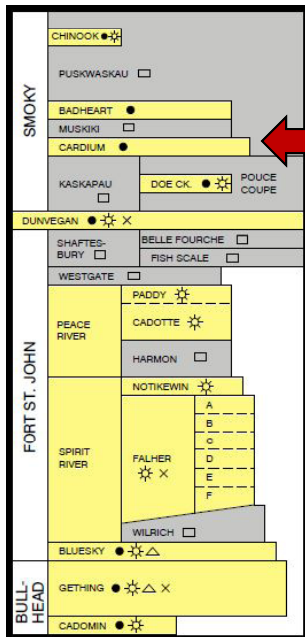 SMOKY
CHINOOK
PUSKWASKAU
BADHEART
MUSKIKI
CARDIUM
KASKAPAU
DOE CK.
POUCE
COUPE
DUNVEGAN
FORT ST. JOHN
SHAFTES-
BURY
BELLE FOURCHE
FISH SCALE
WESTGATE
PEACE
RIVER
PADDY
CADOTTE
HARMON
SPIRIT
RIVER
NOTIKEWIN
FALHER
A
B
C
D
E
F
WILRICH
BLUESKY
BULL-
HEAD
GETHING
CADOMIN